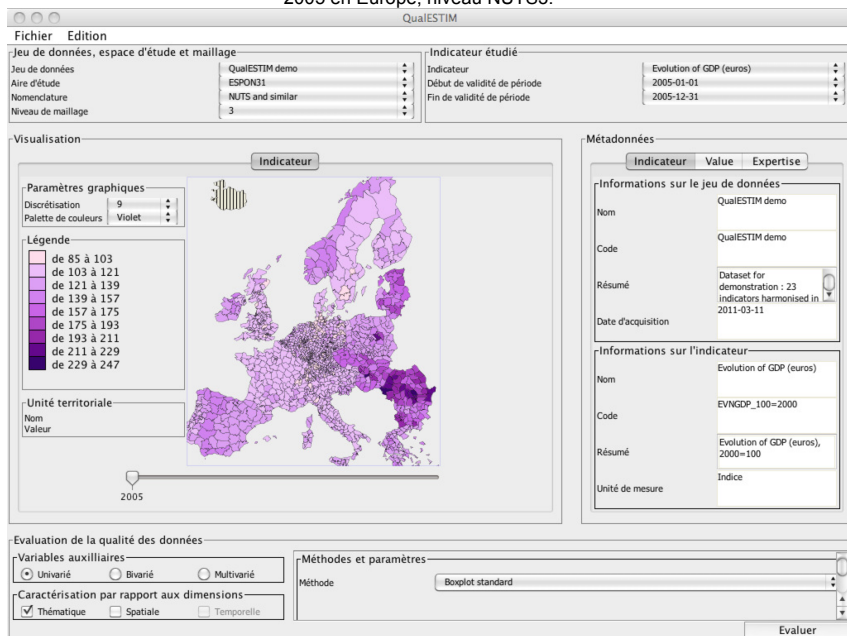 2005 en Europe, niveau NUTS3.
QualESTIM
Fichier Edition
Jeu de données, espace d'étude et maillage
Jeu de données QualESTIM demo
Aire d'étude ESPON31
Nomenclature NUTS and similar
Niveau de maillage 3
Indicateur étudié
Indicateur Evolution of GDP (euros)
Début de validité de période 2005-01-01
Fin de validité de période 2005-12-31
Visualisation
Indicateur
Paramètres graphiques
Discrétisation 9
Palette de couleurs Violet
Légende
de 85 à 103
de 103 à 121
de 121 à 139
de 139 à 157
de 157 à 175
de 175 à 193
de 193 à 211
de 211 à 229
de 229 à 247
Unité territoriale
Nom
Valeur
2005
Métadonnées
Indicateur Value Expertise
Informations sur le jeu de données
Nom QualESTIM demo
Code QualESTIM demo
Résumé Dataset for
demonstration : 23
indicators harmonised in
Date d'acquisition 2011-03-11
Informations sur l'indicateur
Nom Evolution of GDP (euros)
Code EVNGDP_100=2000
Résumé Evolution of GDP (euros),
2000=100
Unité de mesure Indice
Evaluation de la qualité des données
Variables auxilliaires
Univarié Bivarié Multivarié
Caractérisation par rapport aux dimensions
Thématique Spatiale Temporelle
Méthodes et paramètres
Méthode Boxplot standard
Evaluer